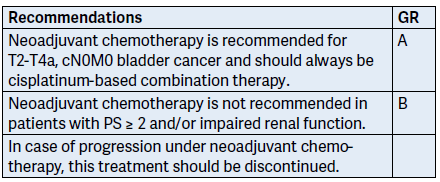 Recommendations GR
Neoadjuvant chemotherapy is recommended for A
T2-T4a, cN0M0 bladder cancer and should always be
cisplatinum-based combination therapy.
Neoadjuvant chemotherapy is not recommended in B
patients with PS ≥ 2 and/or impaired renal function.
In case of progression under neoadjuvant chemo-
therapy, this treatment should be discontinued.